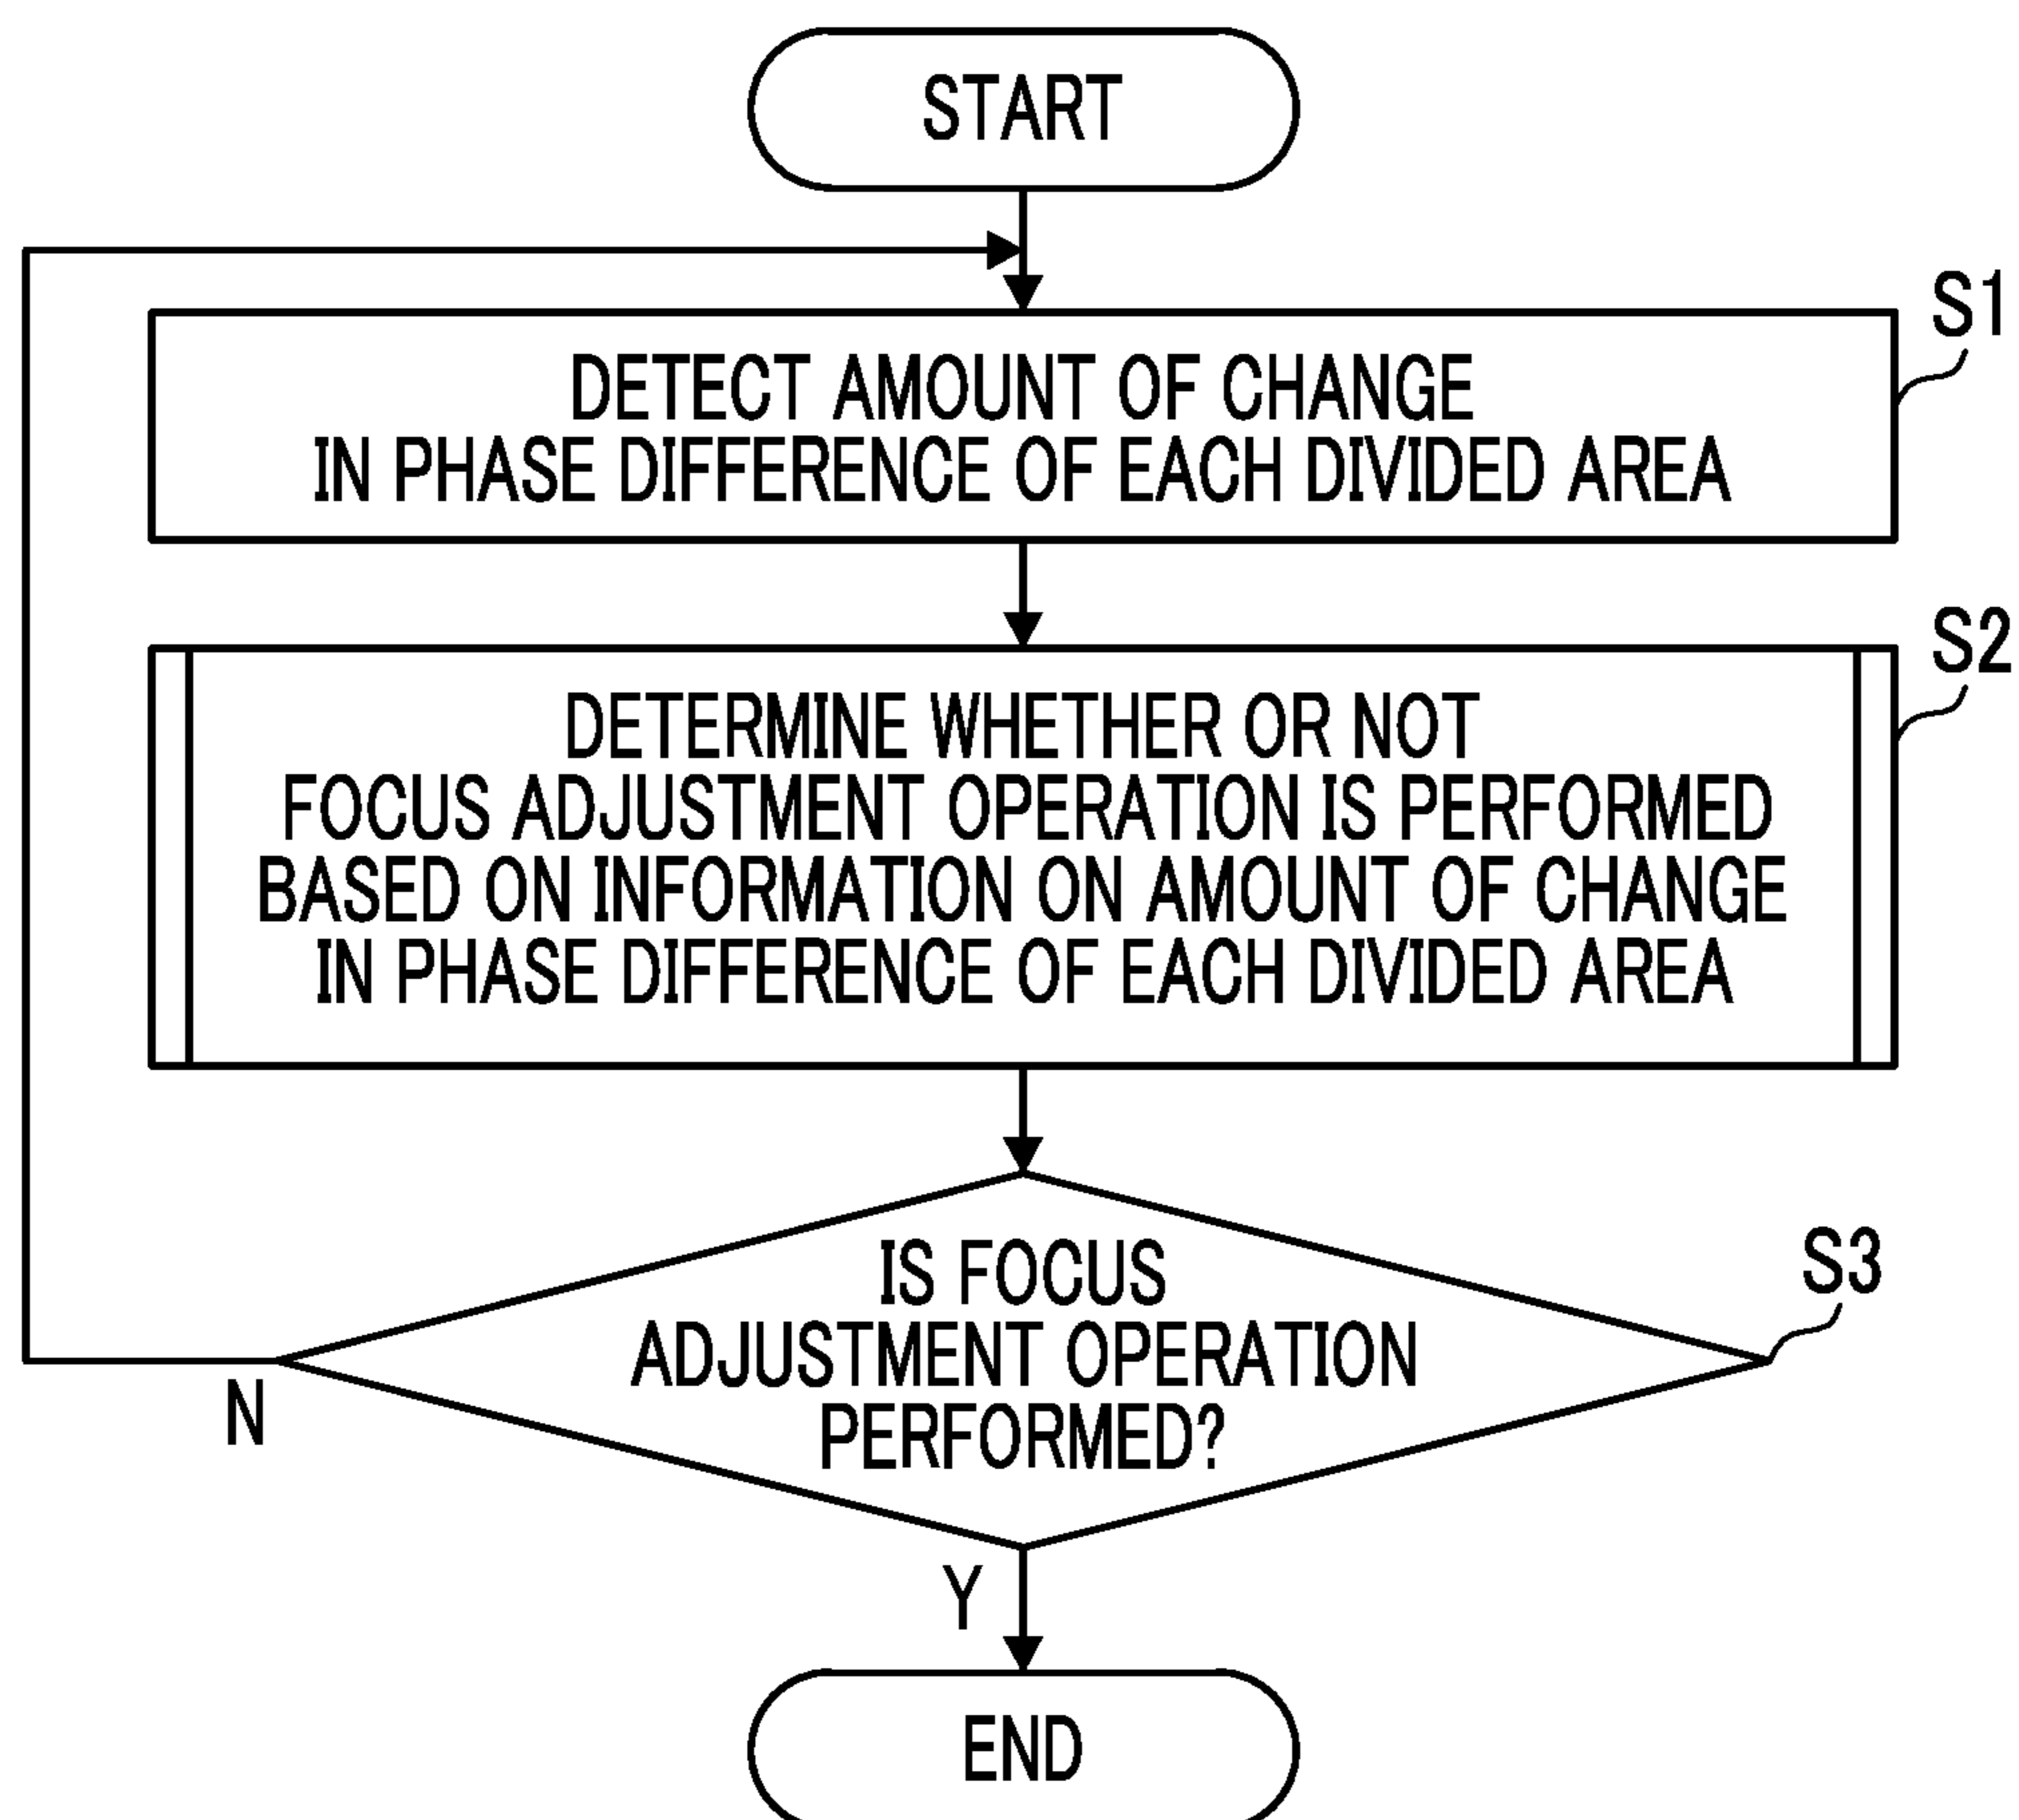 START
S1
DETECT AMOUNT OF CHANGE
IN PHASE DIFFERENCE OF EACH DIVIDED AREA
S2
DETERMINE WHETHER OR NOT
FOCUS ADJUSTMENT OPERATION IS PERFORMED
BASED ON INFORMATION ON AMOUNT OF CHANGE
IN PHASE DIFFERENCE OF EACH DIVIDED AREA
S3
IS FOCUS
ADJUSTMENT OPERATION
PERFORMED?
N
Y
END